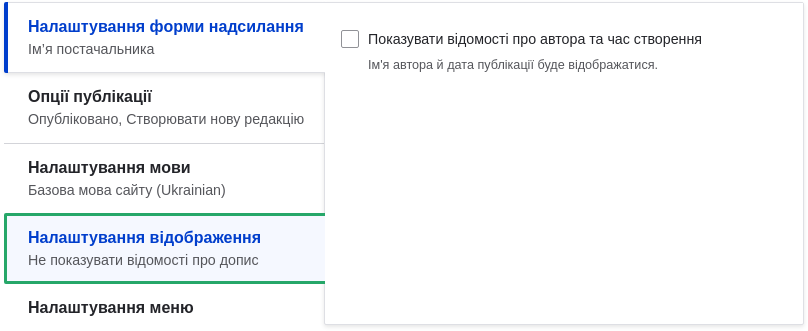 Налаштування форми надсилання
Ім’я постачальника
Опції публікації
Опубліковано, Створювати нову редакцію
Налаштування мови
Базова мова сайту (Ukrainian)
Налаштування відображення
Не показувати відомості про допис
Налаштування меню
Показувати відомості про автора та час створення
Ім'я автора й дата публікації буде відображатися.